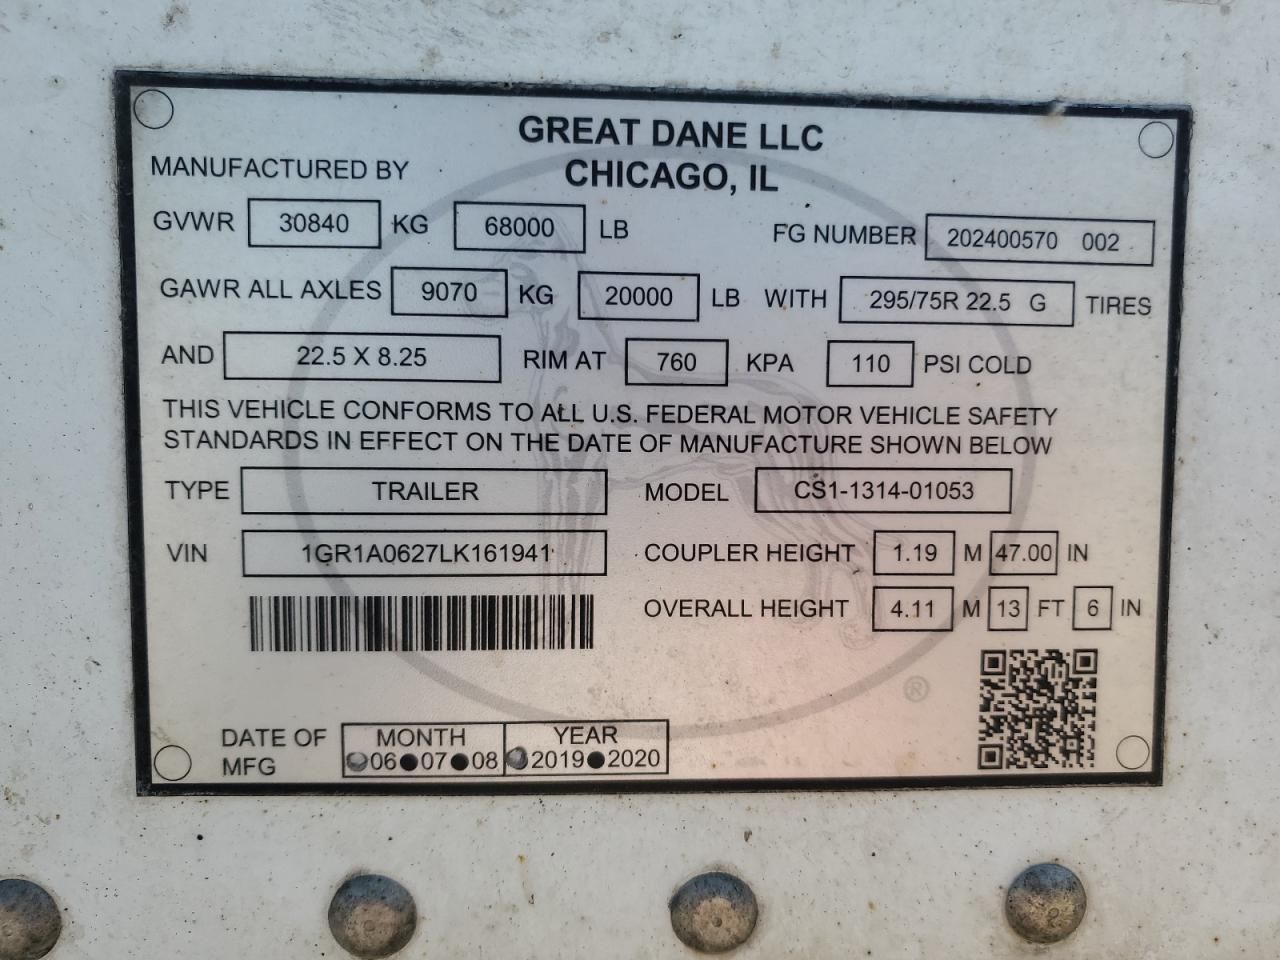 GREAT DANE LLC
MANUFACTURED BY CHICAGO, IL
GVWR 30840 KG 68000 LB FG NUMBER 202400570 002
GAWR ALL AXLES 9070 KG 20000 LB WITH 295/75R 22.5 G TIRES
AND 22.5 X 8.25 RIM AT 760 KPA 110 PSI COLD
THIS VEHICLE CONFORMS TO ALL U.S. FEDERAL MOTOR VEHICLE SAFETY
STANDARDS IN EFFECT ON THE DATE OF MANUFACTURE SHOWN BELOW
TYPE TRAILER MODEL CS1-1314-01053
VIN 1GR1A0627LK161941 COUPLER HEIGHT 1.19 M 47.00 IN
OVERALL HEIGHT 4.11 M 13 FT 6 IN
®
DATE OF MFG MONTH YEAR
06 07 08 2019 2020